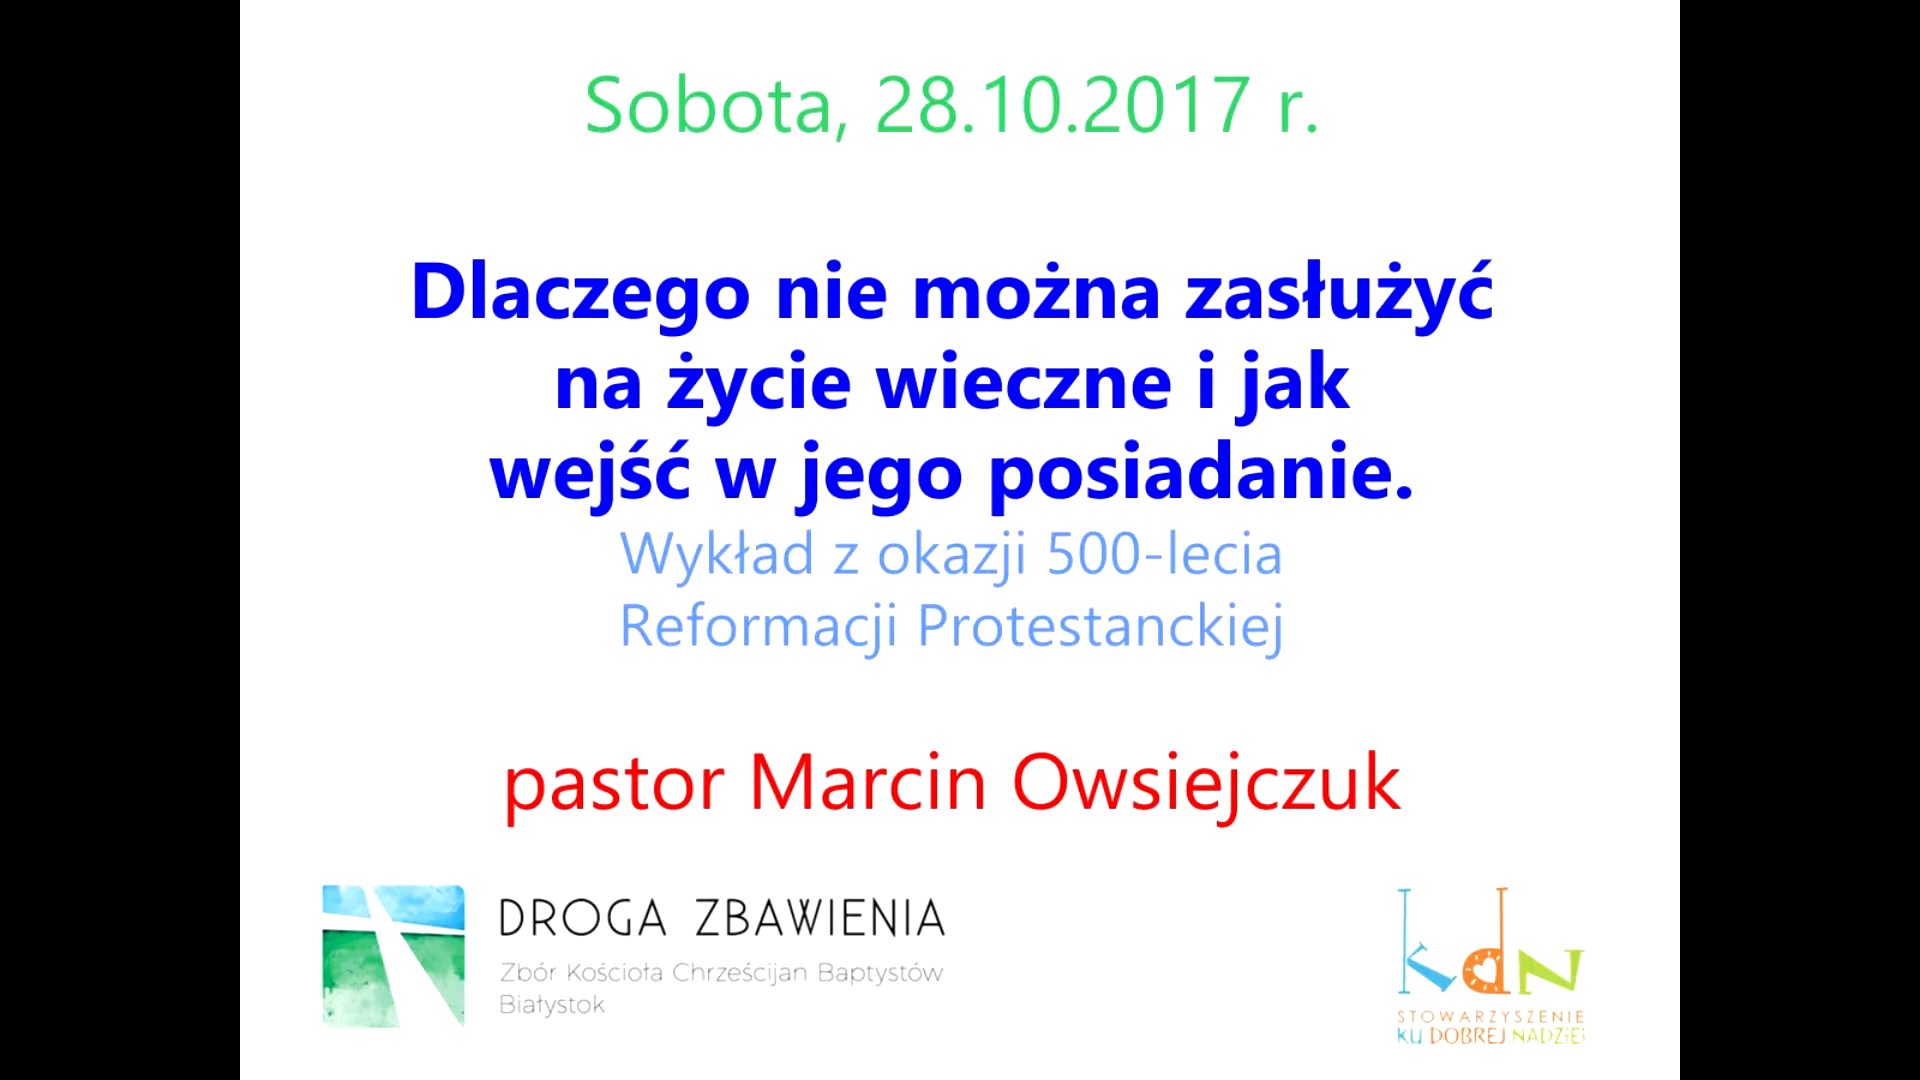 Sobota, 28.10.2017 r.
Dlaczego nie można zasłużyć
na życie wieczne i jak
wejść w jego posiadanie.
Wykład z okazji 500-lecia
Reformacji Protestanckiej
pastor Marcin Owsiejczuk
DROGA ZBAWIENIA
Zbór Kościoła Chrześcijan Baptystów
Białystok
kdN
STOWARZYSZENIE
KU DOBREJ NADZIEI